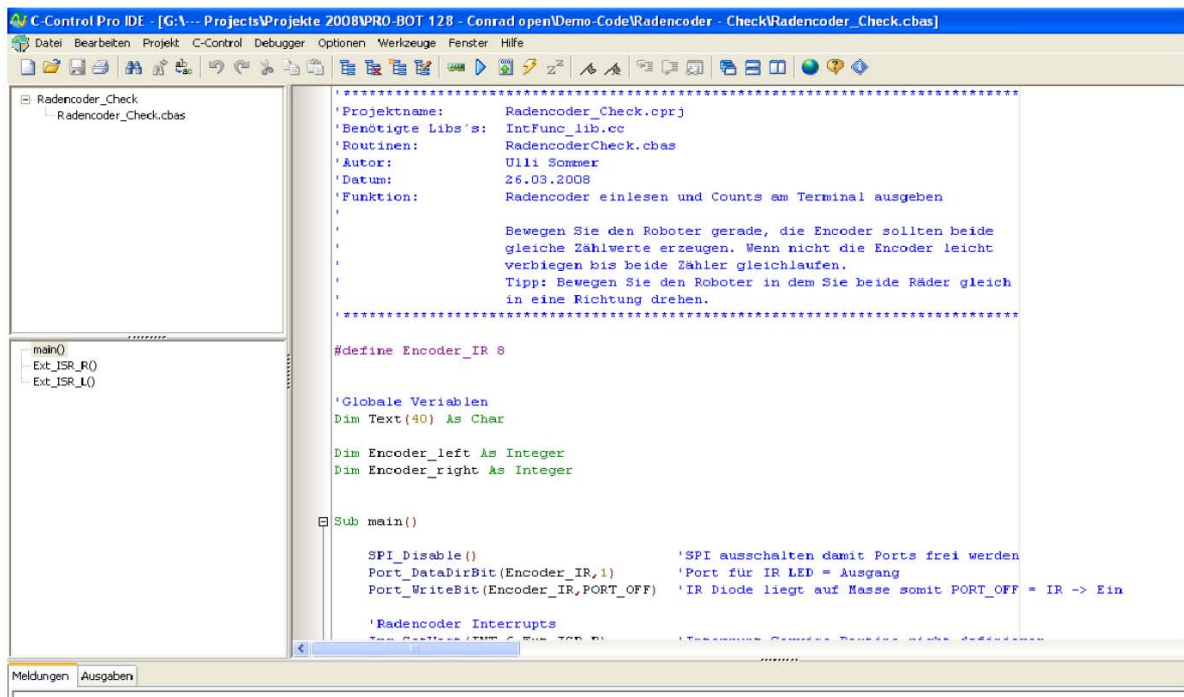 C-Control Pro IDE - [G:\--- Projects\Projekte 2008\PRO-BOT 128 - Conrad open\Demo-Code\Radencoder - Check\Radencoder_Check.cbas]
Datei Bearbeiten Projekt C-Control Debugger Optionen Werkzeuge Fenster Hilfe
Radencoder_Check
Radencoder_Check.cbas
main()
Ext_ISR_R()
Ext_ISR_L()
'*******************************************************************************
'Projektname: Radencoder_Check.cprj
'Benötigte Libs´s: IntFunc_lib.cc
'Routinen: RadencoderCheck.cbas
'Autor: Ulli Sommer
'Datum: 26.03.2008
'Funktion: Radencoder einlesen und Counts am Terminal ausgeben
'
' Bewegen Sie den Roboter gerade, die Encoder sollten beide
' gleiche Zählwerte erzeugen. Wenn nicht die Encoder leicht
' verbiegen bis beide Zähler gleichlaufen.
' Tipp: Bewegen Sie den Roboter in dem Sie beide Räder gleich
' in eine Richtung drehen.
'*******************************************************************************
#define Encoder_IR 8
'Globale Veriablen
Dim Text(40) As Char
Dim Encoder_left As Integer
Dim Encoder_right As Integer
Sub main()
SPI_Disable() 'SPI ausschalten damit Ports frei werden
Port_DataDirBit(Encoder_IR,1) 'Port für IR LED = Ausgang
Port_WriteBit(Encoder_IR,PORT_OFF) 'IR Diode liegt auf Masse somit PORT_OFF = IR -> Ein
'Radencoder Interrupts
Meldungen Ausgaben